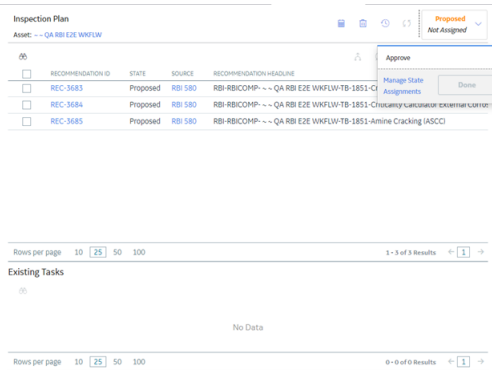 Inspection Plan
Proposed
Not Assigned
Asset: ~ ~ QA RBI E2E WKFLW
Approve
Manage State Assignments
Done
RECOMMENDATION ID STATE SOURCE RECOMMENDATION HEADLINE
REC-3683 Proposed RBI 580 RBI-RBICOMP- ~ ~ QA RBI E2E WKFLW-TB-1851-Cr
REC-3684 Proposed RBI 580 RBI-RBICOMP- ~ ~ QA RBI E2E WKFLW-TB-1851-Criticality Calculator External Corros
REC-3685 Proposed RBI 580 RBI-RBICOMP- ~ ~ QA RBI E2E WKFLW-TB-1851-Amine Cracking (ASCC)
Rows per page 10 25 50 100 1 - 3 of 3 Results 1
Existing Tasks
No Data
Rows per page 10 25 50 100 0 - 0 of 0 Results 1